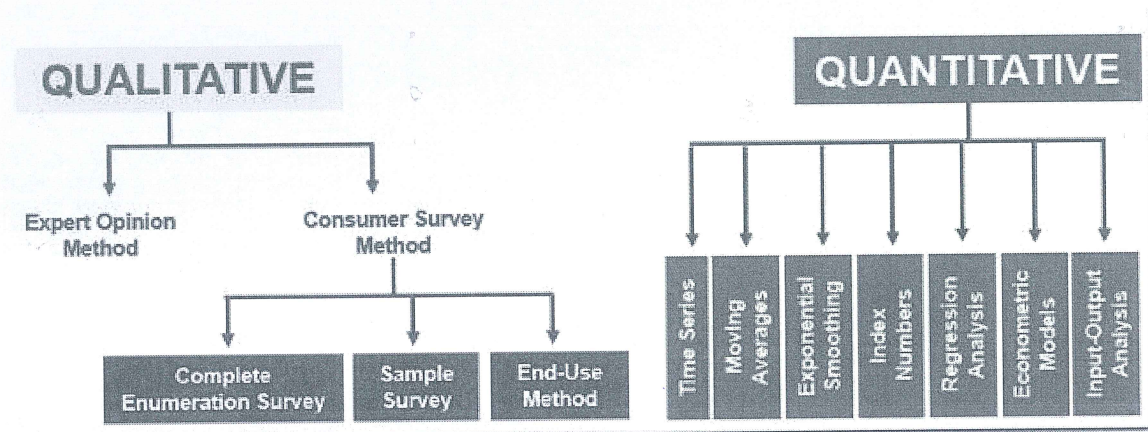 QUALITATIVE
Expert Opinion
Method
Consumer Survey
Method
Complete
Enumeration Survey
Sample
Survey
End-Use
Method
QUANTITATIVE
Time Series
Moving
Averages
Exponential
Smoothing
Index
Numbers
Regression
Analysis
Econometric
Models
Input-Output
Analysis